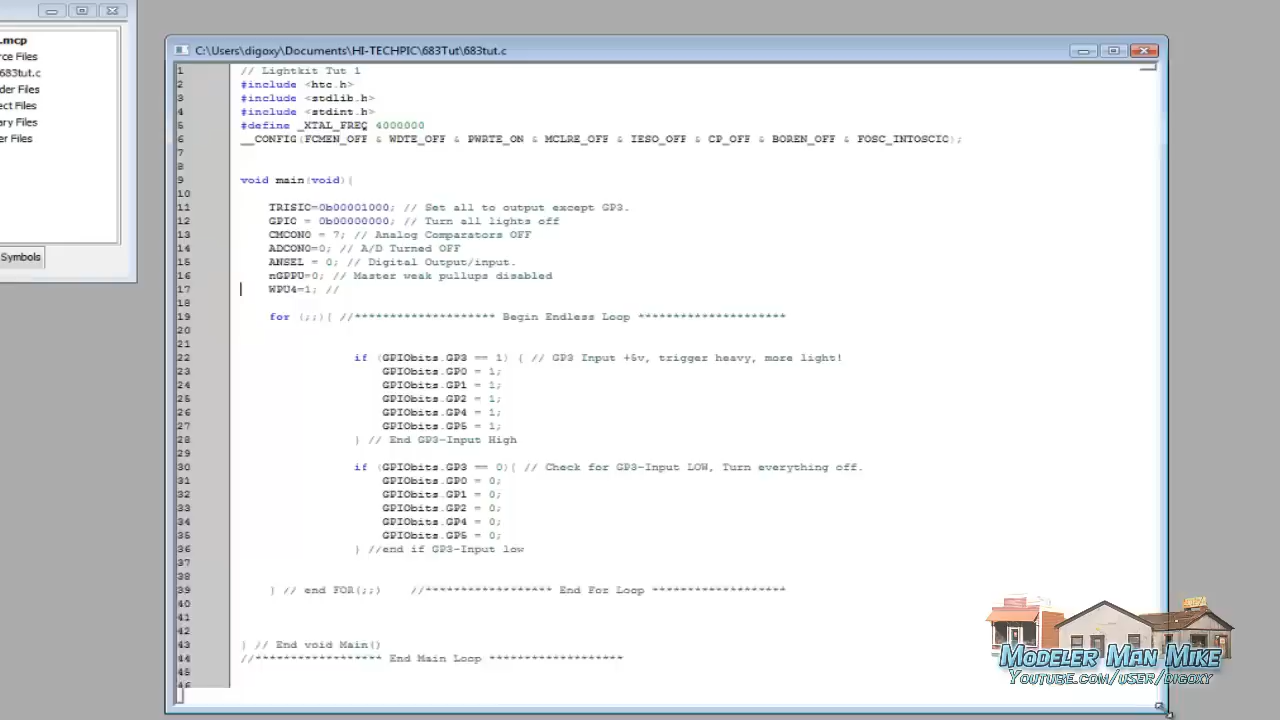 .mcp
rce Files
683tut.c
der Files
ect Files
ary Files
er Files
Symbols
C:\Users\digoxy\Documents\HI-TECHPIC\683Tut\683tut.c
1 // Lightkit Tut 1
2 #include <htc.h>
3 #include <stdlib.h>
4 #include <stdint.h>
5 #define _XTAL_FREQ 4000000
6 __CONFIG(FCMEN_OFF & WDTE_OFF & PWRTE_ON & MCLRE_OFF & IESO_OFF & CP_OFF & BOREN_OFF & FOSC_INTOSCIO);
7
8
9 void main(void){
10
11 TRISIO=0b00001000; // Set all to output except GP3.
12 GPIO = 0b00000000; // Turn all lights off
13 CMCON0 = 7; // Analog Comparators OFF
14 ADCON0=0; // A/D Turned OFF
15 ANSEL = 0; // Digital Output/input.
16 nGPPU=0; // Master weak pullups disabled
17 WPU4=1; //
18
19 for (;;){ //******************** Begin Endless Loop *********************
20
21
22 if (GPIObits.GP3 == 1) { // GP3 Input +5v, trigger heavy, more light!
23 GPIObits.GP0 = 1;
24 GPIObits.GP1 = 1;
25 GPIObits.GP2 = 1;
26 GPIObits.GP4 = 1;
27 GPIObits.GP5 = 1;
28 } // End GP3-Input High
29
30 if (GPIObits.GP3 == 0){ // Check for GP3-Input LOW, Turn everything off.
31 GPIObits.GP0 = 0;
32 GPIObits.GP1 = 0;
33 GPIObits.GP2 = 0;
34 GPIObits.GP4 = 0;
35 GPIObits.GP5 = 0;
36 } //end if GP3-Input low
37
38
39 } // end FOR(;;) //****************** End For Loop *******************
40
41
42
43 } // End void Main()
44 //****************** End Main Loop *******************
45
46
Modeler Man Mike
Youtube.com/user/digoxy